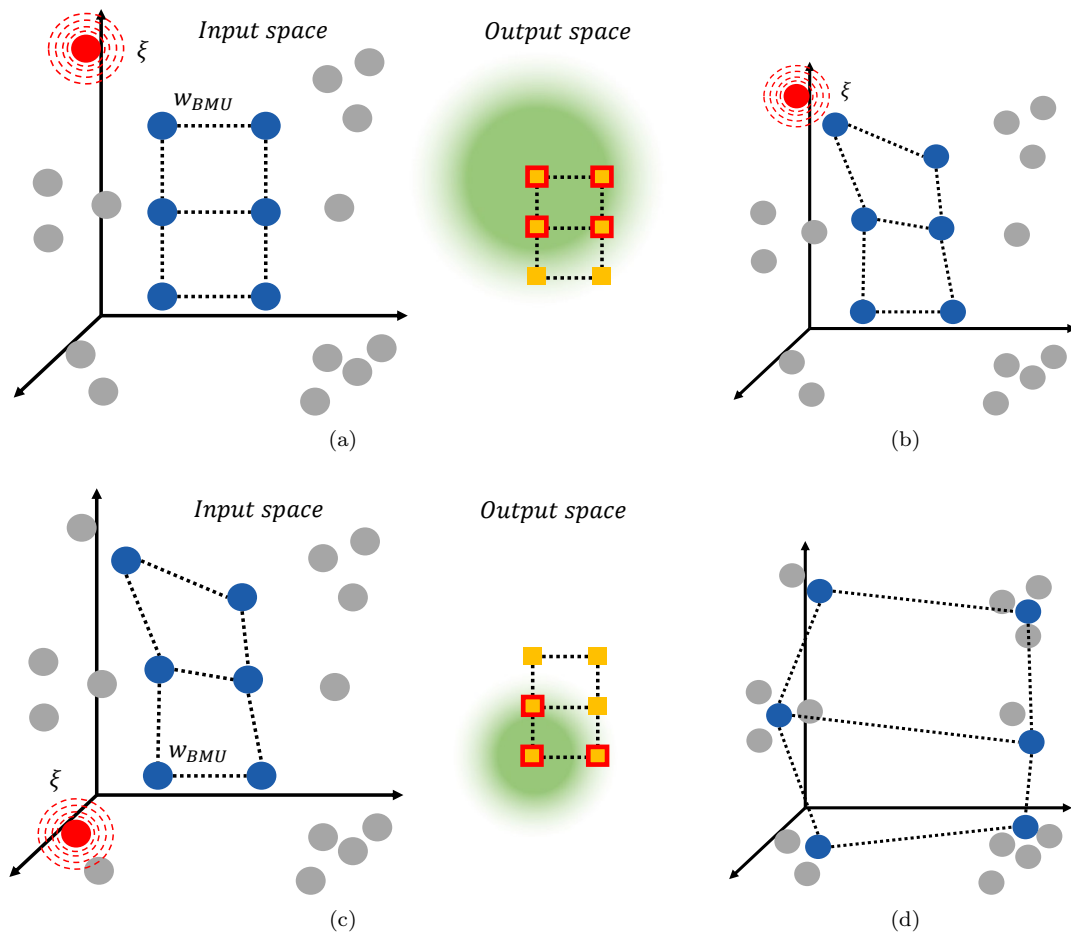 Input space
Output space
ξ
ξ
w_BMU
(a)
(b)
Input space
Output space
w_BMU
ξ
(c)
(d)